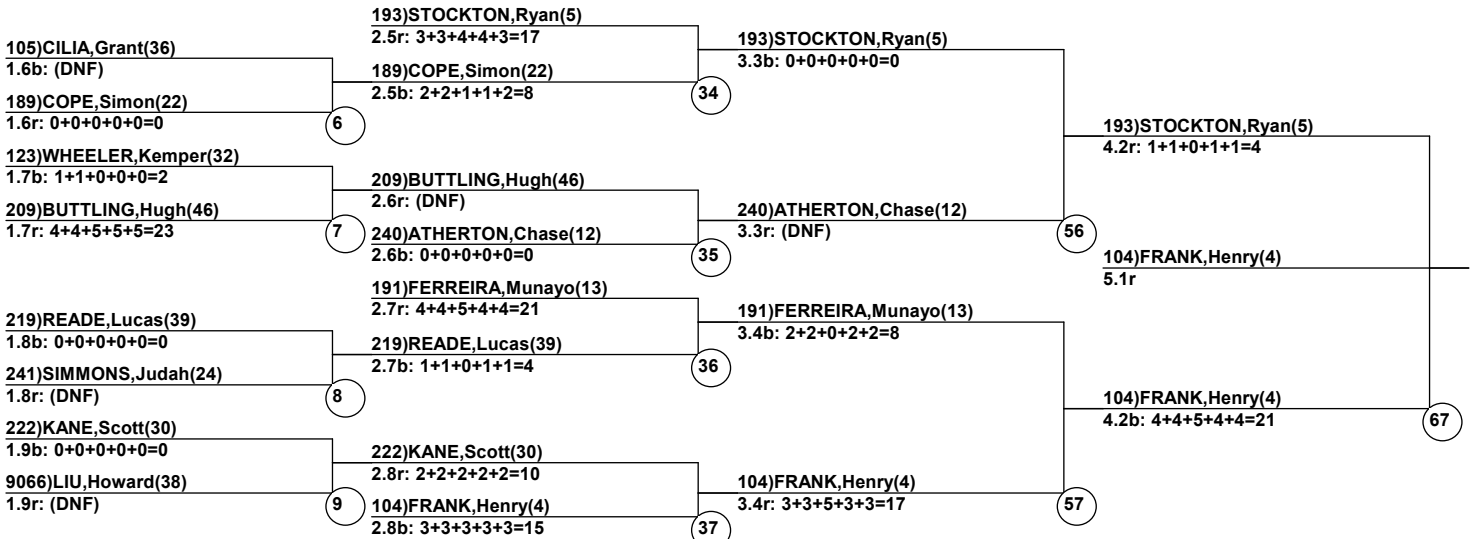 105)CILIA,Grant(36)
1.6b: (DNF)
189)COPE,Simon(22)
1.6r: 0+0+0+0+0=0
6
123)WHEELER,Kemper(32)
1.7b: 1+1+0+0+0=2
209)BUTTLING,Hugh(46)
1.7r: 4+4+5+5+5=23
7
219)READE,Lucas(39)
1.8b: 0+0+0+0+0=0
241)SIMMONS,Judah(24)
1.8r: (DNF)
8
222)KANE,Scott(30)
1.9b: 0+0+0+0+0=0
9066)LIU,Howard(38)
1.9r: (DNF)
9
193)STOCKTON,Ryan(5)
2.5r: 3+3+4+4+3=17
189)COPE,Simon(22)
2.5b: 2+2+1+1+2=8
34
209)BUTTLING,Hugh(46)
2.6r: (DNF)
240)ATHERTON,Chase(12)
2.6b: 0+0+0+0+0=0
35
191)FERREIRA,Munayo(13)
2.7r: 4+4+5+4+4=21
219)READE,Lucas(39)
2.7b: 1+1+0+1+1=4
36
222)KANE,Scott(30)
2.8r: 2+2+2+2+2=10
104)FRANK,Henry(4)
2.8b: 3+3+3+3+3=15
37
193)STOCKTON,Ryan(5)
3.3b: 0+0+0+0+0=0
240)ATHERTON,Chase(12)
3.3r: (DNF)
56
191)FERREIRA,Munayo(13)
3.4b: 2+2+0+2+2=8
104)FRANK,Henry(4)
3.4r: 3+3+5+3+3=17
57
193)STOCKTON,Ryan(5)
4.2r: 1+1+0+1+1=4
104)FRANK,Henry(4)
4.2b: 4+4+5+4+4=21
67
104)FRANK,Henry(4)
5.1r